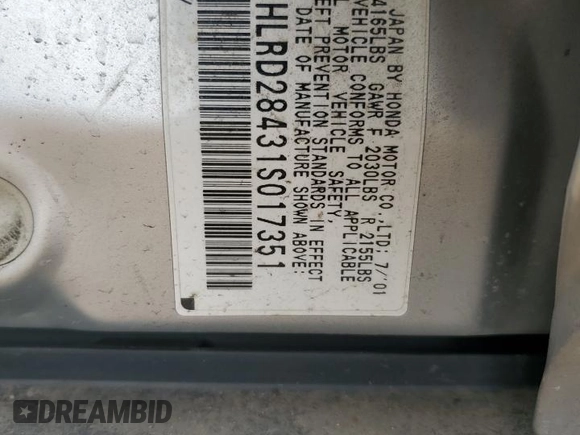 JAPAN BY HONDA MOTOR CO.,LTD: 7/'01
4165LBS GAWR F 2030LBS R 2155LBS
VEHICLE CONFORMS TO ALL APPLICABLE
MOTOR VEHICLE SAFETY,
PREVENTION STANDARDS IN EFFECT
DATE OF MANUFACTURE SHOWN ABOVE:
HLRD28431S017351
DREAMBID